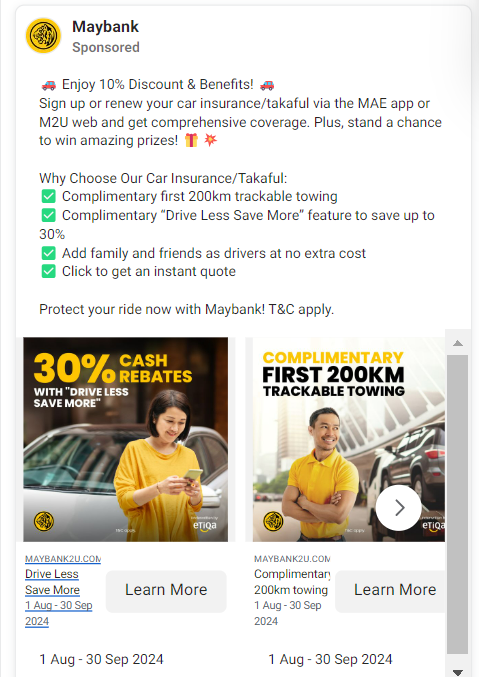 Maybank
Sponsored
🚙 Enjoy 10% Discount & Benefits! 🚙
Sign up or renew your car insurance/takaful via the MAE app or
M2U web and get comprehensive coverage. Plus, stand a chance
to win amazing prizes! 🎁 💥
Why Choose Our Car Insurance/Takaful:
✅ Complimentary first 200km trackable towing
✅ Complimentary “Drive Less Save More” feature to save up to
30%
✅ Add family and friends as drivers at no extra cost
✅ Click to get an instant quote
Protect your ride now with Maybank! T&C apply.
30% CASH
REBATES
WITH "DRIVE LESS
SAVE MORE"
T&C apply.
etiqa
COMPLIMENTARY
FIRST 200KM
TRACKABLE TOWING
T&C apply.
etiqa
MAYBANK2U.COM
Drive Less
Save More
1 Aug - 30 Sep
2024
Learn More
MAYBANK2U.COM
Complimentary
200km towing
1 Aug - 30 Sep
2024
Learn More
1 Aug - 30 Sep 2024
1 Aug - 30 Sep 2024